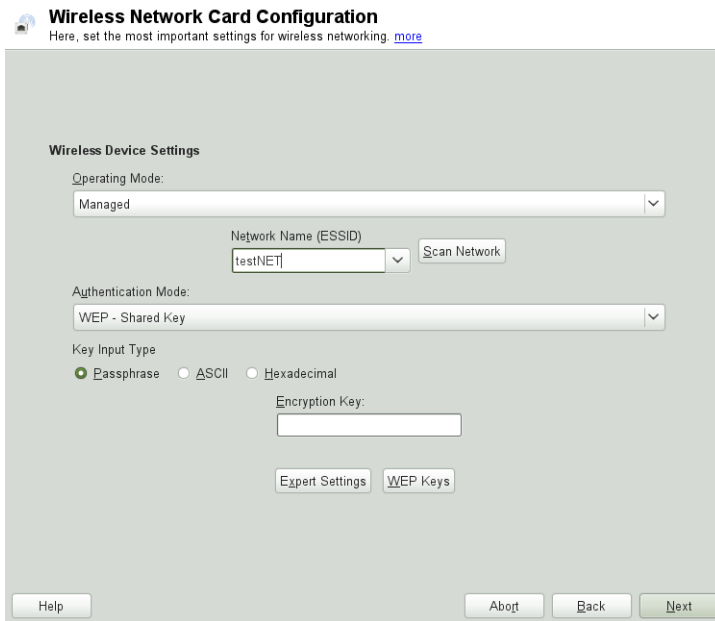 Wireless Network Card Configuration
Here, set the most important settings for wireless networking. more
Wireless Device Settings
Operating Mode:
Managed
Network Name (ESSID)
testNET
Scan Network
Authentication Mode:
WEP - Shared Key
Key Input Type
Passphrase ASCII Hexadecimal
Encryption Key:
Expert Settings WEP Keys
Help Abort Back Next